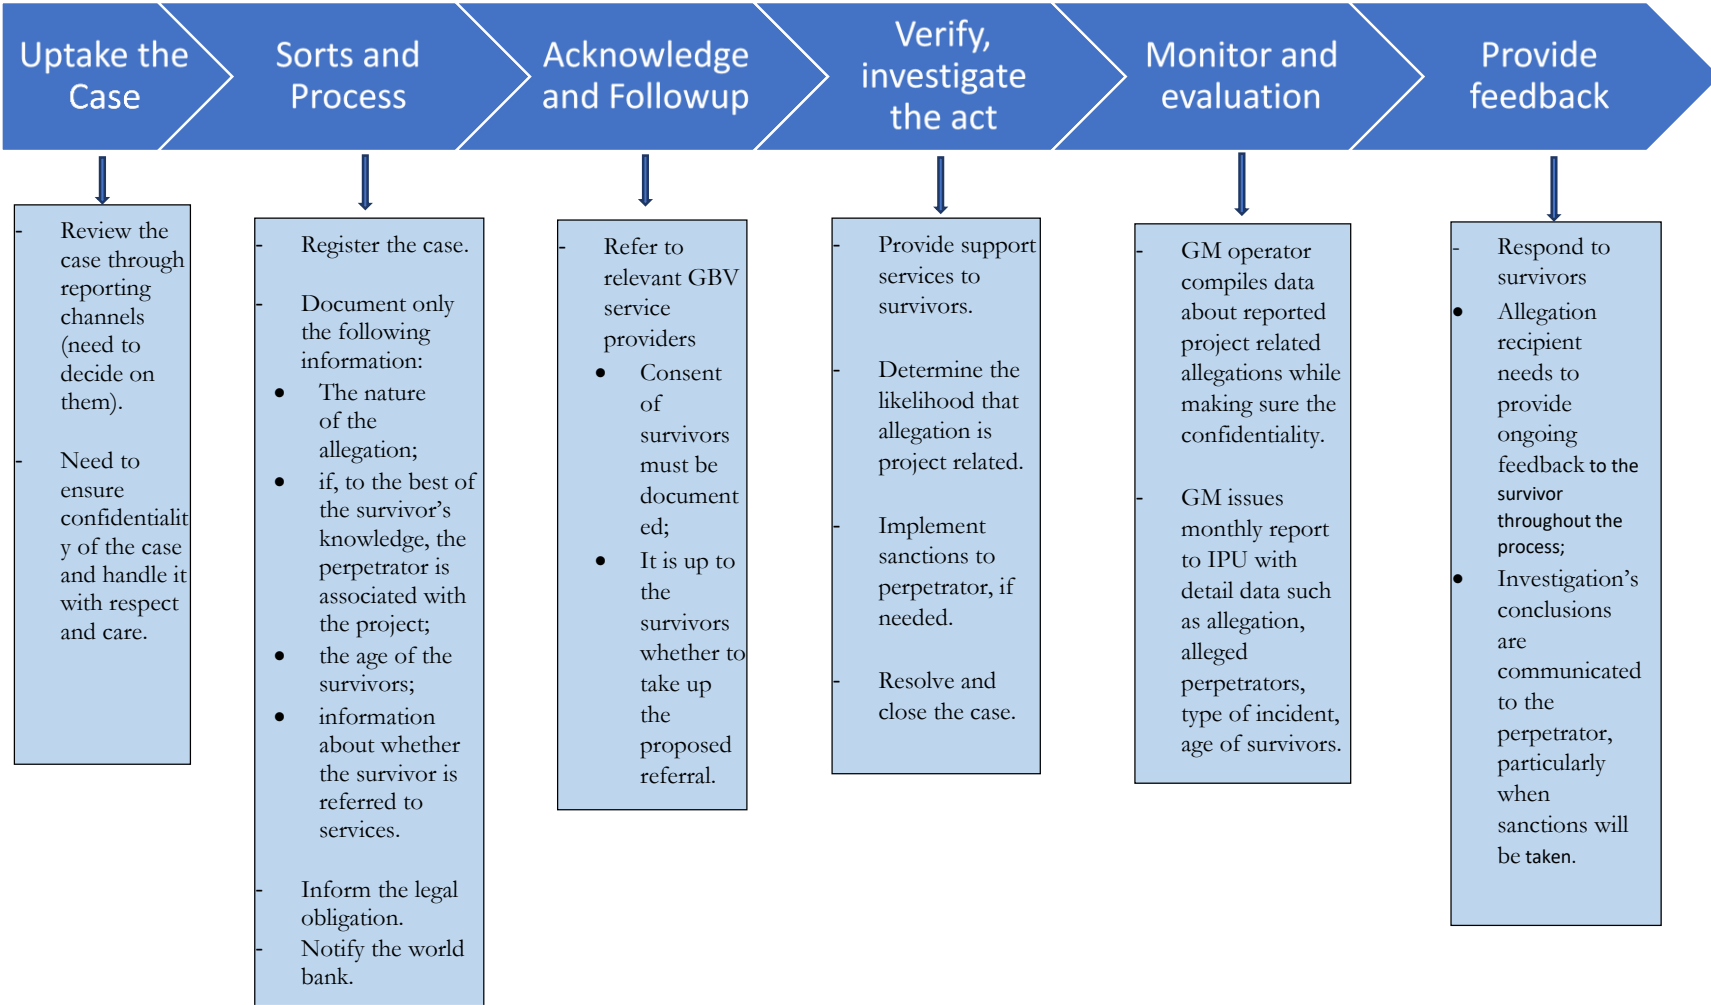 Uptake the
Case
Sorts and
Process
Acknowledge
and Followup
Verify,
investigate
the act
Monitor and
evaluation
Provide
feedback
- Review the
case through
reporting
channels
(need to
decide on
them).
- Need to
ensure
confidentialit
y of the case
and handle it
with respect
and care.
- Register the case.
- Document only
the following
information:
• The nature
of the
allegation;
• if, to the best of
the survivor’s
knowledge, the
perpetrator is
associated with
the project;
• the age of the
survivors;
• information
about whether
the survivor is
referred to
services.
- Inform the legal
obligation.
- Notify the world
bank.
- Refer to
relevant GBV
service
providers
• Consent
of
survivors
must be
document
ed;
• It is up to
the
survivors
whether to
take up
the
proposed
referral.
- Provide support
services to
survivors.
- Determine the
likelihood that
allegation is
project related.
- Implement
sanctions to
perpetrator, if
needed.
- Resolve and
close the case.
- GM operator
compiles data
about reported
project related
allegations while
making sure the
confidentiality.
- GM issues
monthly report
to IPU with
detail data such
as allegation,
alleged
perpetrators,
type of incident,
age of survivors.
- Respond to
survivors
• Allegation
recipient
needs to
provide
ongoing
feedback to the
survivor
throughout the
process;
• Investigation’s
conclusions
are
communicated
to the
perpetrator,
particularly
when
sanctions will
be taken.